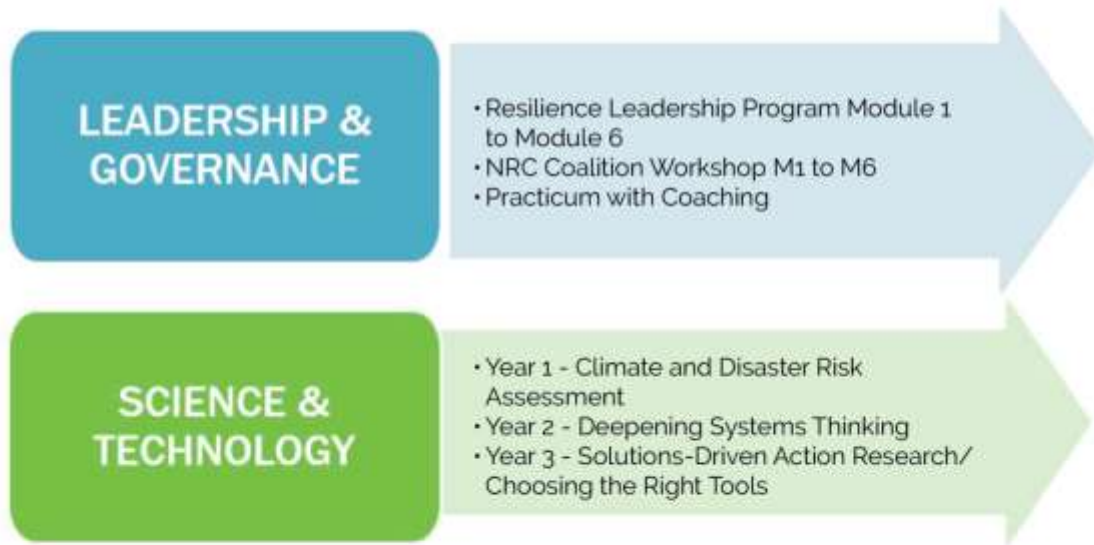 LEADERSHIP &
GOVERNANCE
• Resilience Leadership Program Module 1
to Module 6
• NRC Coalition Workshop M1 to M6
• Practicum with Coaching
SCIENCE &
TECHNOLOGY
• Year 1 - Climate and Disaster Risk
Assessment
• Year 2 - Deepening Systems Thinking
• Year 3 - Solutions-Driven Action Research/
Choosing the Right Tools